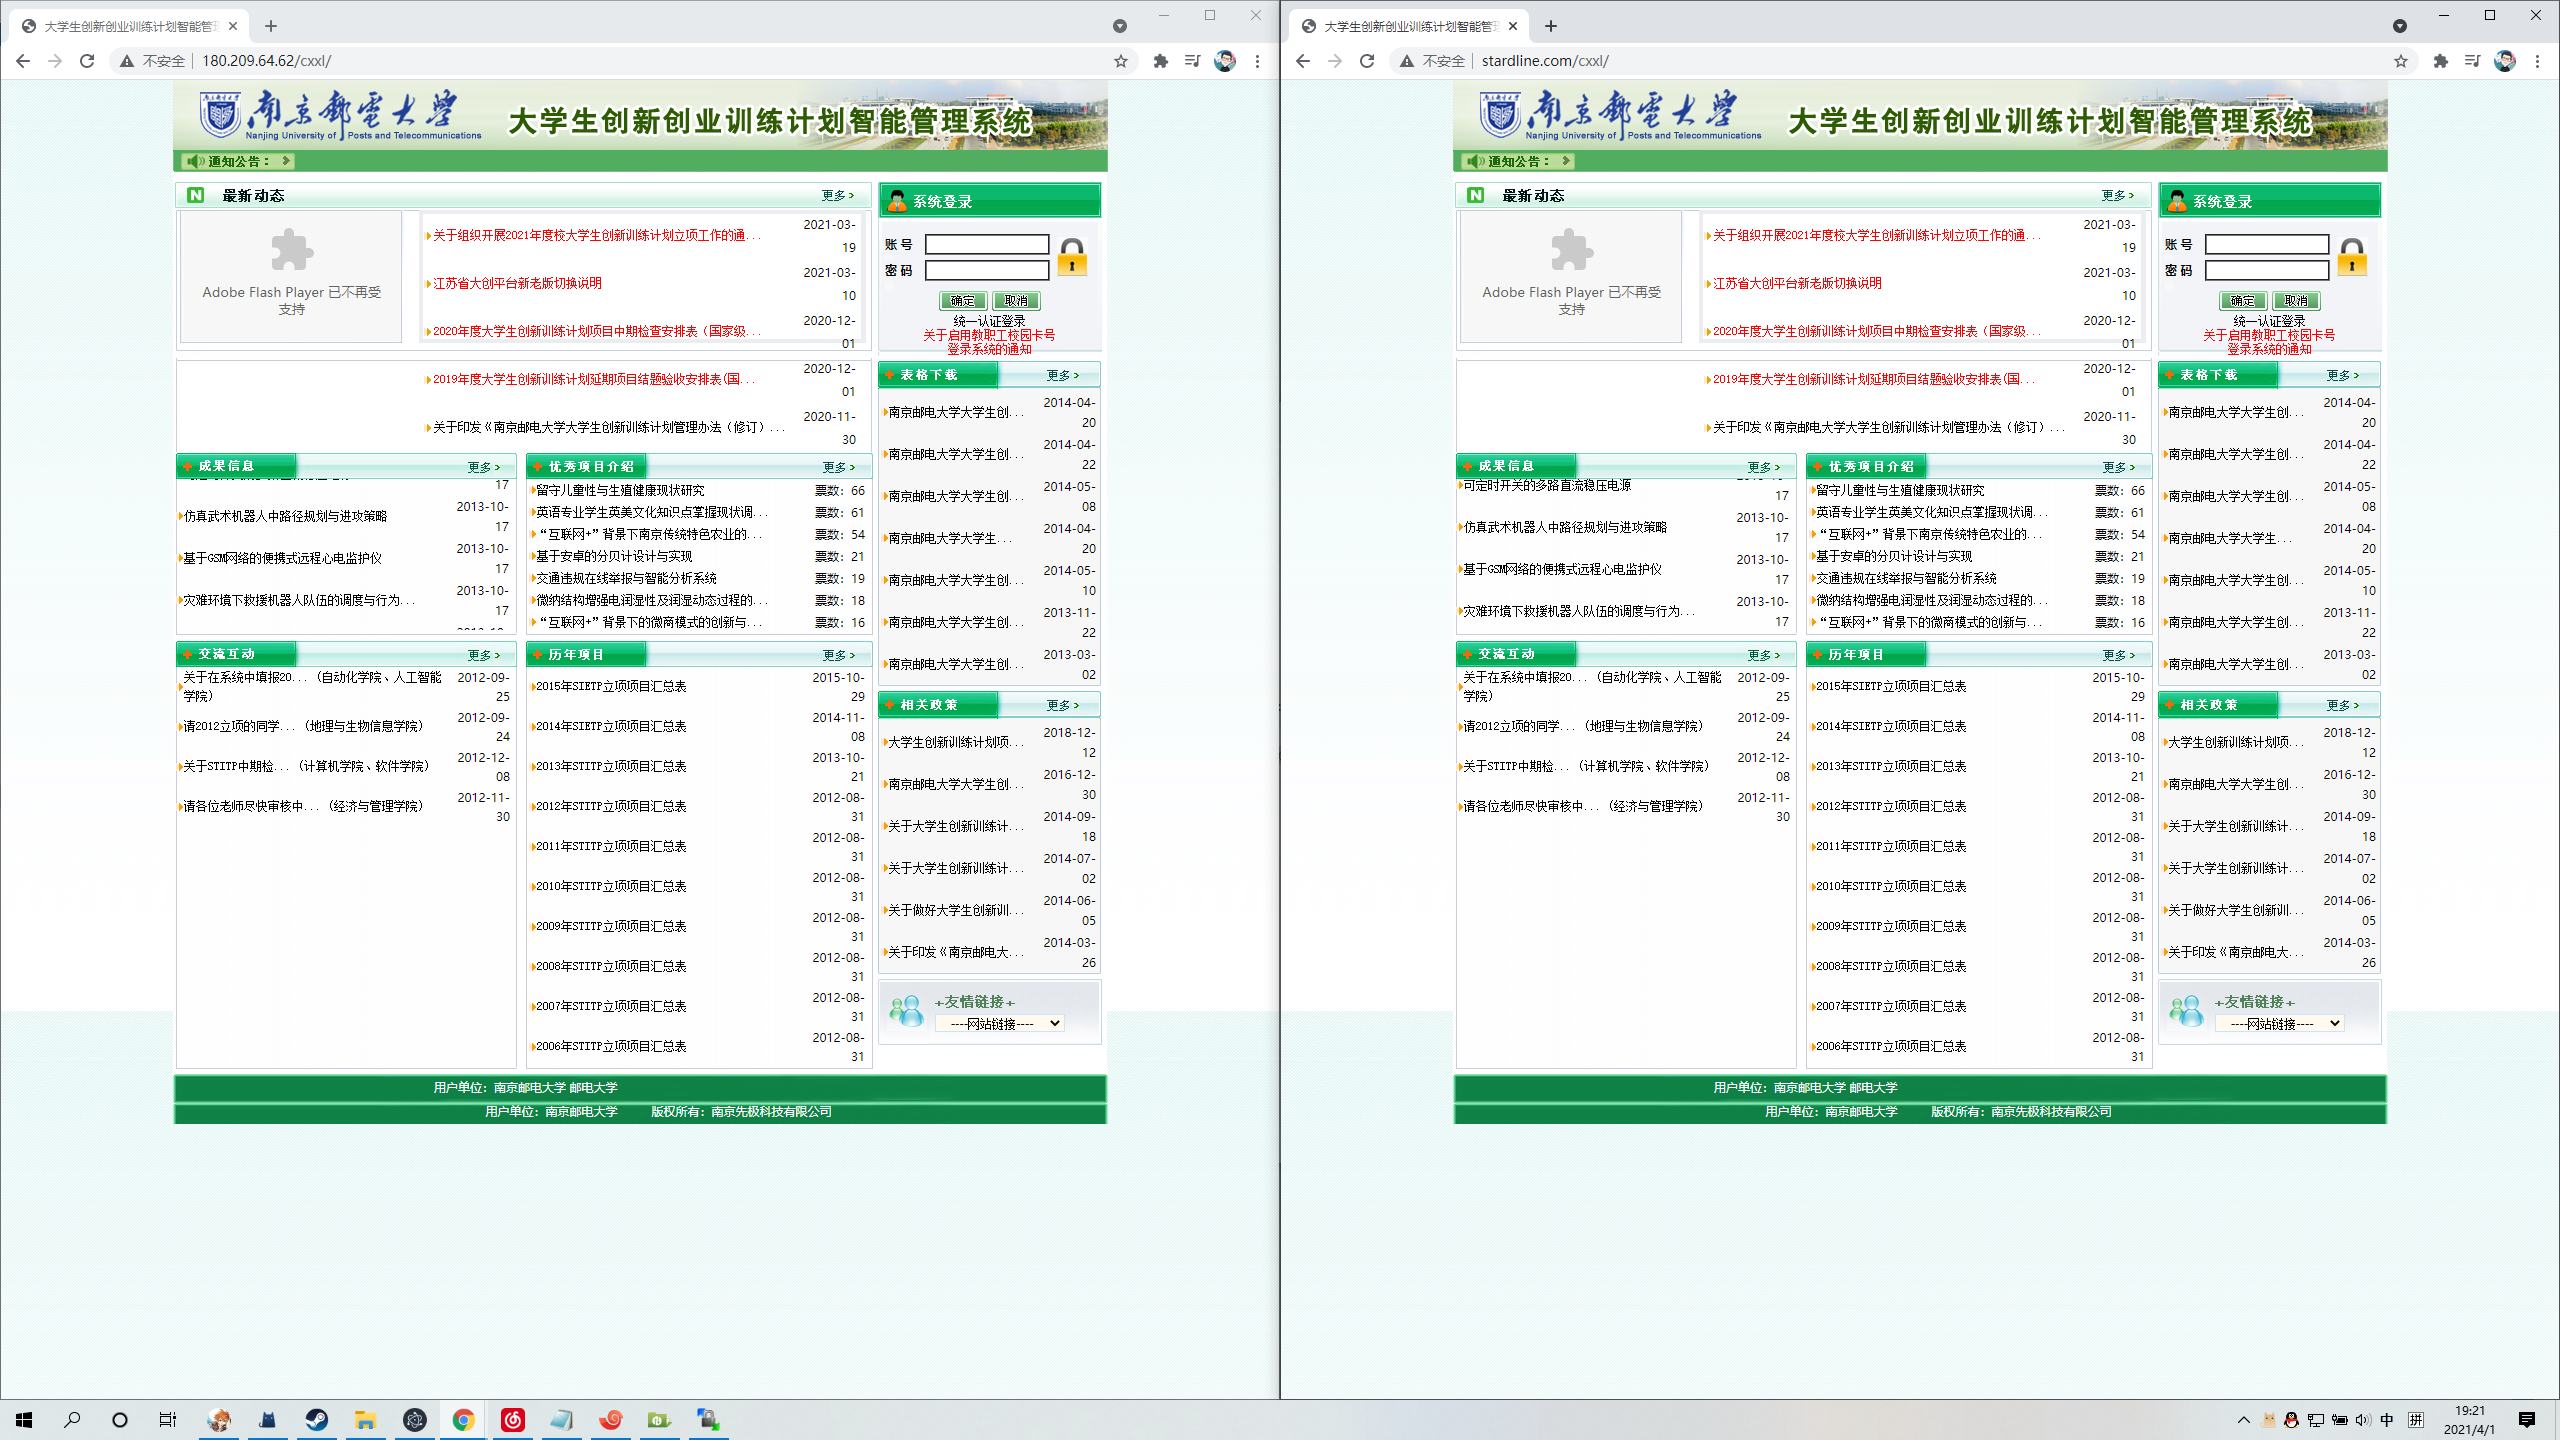 大学生创新创业训练计划智能管理
不安全 180.209.64.62/cxxl/
南京邮电大学
Nanjing University of Posts and Telecommunications
大学生创新创业训练计划智能管理系统
通知公告：
最新动态 更多>
Adobe Flash Player 已不再受
支持
关于组织开展2021年度校大学生创新训练计划立项工作的通... 2021-03-19
江苏省大创平台新老版切换说明 2021-03-10
2020年度大学生创新训练计划项目中期检查安排表（国家级... 2020-12-01
2019年度大学生创新训练计划延期项目结题验收安排表(国... 2020-12-01
关于印发《南京邮电大学大学生创新训练计划管理办法（修订）... 2020-11-30
系统登录
账 号
密 码
确定 取消
统一认证登录
关于启用教职工校园卡号
登录系统的通知
表格下载 更多>
南京邮电大学大学生创... 2014-04-20
南京邮电大学大学生创... 2014-04-22
南京邮电大学大学生创... 2014-05-08
南京邮电大学大学生... 2014-04-20
南京邮电大学大学生创... 2014-05-10
南京邮电大学大学生创... 2013-11-22
南京邮电大学大学生创... 2013-03-02
成果信息 更多>
17
仿真武术机器人中路径规划与进攻策略 2013-10-17
基于GSM网络的便携式远程心电监护仪 2013-10-17
灾难环境下救援机器人队伍的调度与行为... 2013-10-17
优秀项目介绍 更多>
留守儿童性与生殖健康现状研究 票数：66
英语专业学生英美文化知识点掌握现状调... 票数：61
“互联网+”背景下南京传统特色农业的... 票数：54
基于安卓的分贝计设计与实现 票数：21
交通违规在线举报与智能分析系统 票数：19
微纳结构增强电润湿性及润湿动态过程的... 票数：18
“互联网+”背景下的微商模式的创新与... 票数：16
交流互动 更多>
关于在系统中填报20...（自动化学院、人工智能学院） 2012-09-25
请2012立项的同学...（地理与生物信息学院） 2012-09-24
关于STITP中期检...（计算机学院、软件学院） 2012-12-08
请各位老师尽快审核中...（经济与管理学院） 2012-11-30
历年项目 更多>
2015年SIETP立项项目汇总表 2015-10-29
2014年SIETP立项项目汇总表 2014-11-08
2013年STITP立项项目汇总表 2013-10-21
2012年STITP立项项目汇总表 2012-08-31
2011年STITP立项项目汇总表 2012-08-31
2010年STITP立项项目汇总表 2012-08-31
2009年STITP立项项目汇总表 2012-08-31
2008年STITP立项项目汇总表 2012-08-31
2007年STITP立项项目汇总表 2012-08-31
2006年STITP立项项目汇总表 2012-08-31
相关政策 更多>
大学生创新训练计划项... 2018-12-12
南京邮电大学大学生创... 2016-12-30
关于大学生创新训练计... 2014-09-18
关于大学生创新训练计... 2014-07-02
关于做好大学生创新训... 2014-06-05
关于印发《南京邮电大... 2014-03-26
+友情链接+
----网站链接----
用户单位：南京邮电大学 邮电大学
用户单位：南京邮电大学 版权所有：南京先极科技有限公司
大学生创新创业训练计划智能管理
不安全 stardline.com/cxxl/
南京邮电大学
Nanjing University of Posts and Telecommunications
大学生创新创业训练计划智能管理系统
通知公告：
最新动态 更多>
Adobe Flash Player 已不再受
支持
关于组织开展2021年度校大学生创新训练计划立项工作的通... 2021-03-19
江苏省大创平台新老版切换说明 2021-03-10
2020年度大学生创新训练计划项目中期检查安排表（国家级... 2020-12-01
2019年度大学生创新训练计划延期项目结题验收安排表(国... 2020-12-01
关于印发《南京邮电大学大学生创新训练计划管理办法（修订）... 2020-11-30
系统登录
账 号
密 码
确定 取消
统一认证登录
关于启用教职工校园卡号
登录系统的通知
表格下载 更多>
南京邮电大学大学生创... 2014-04-20
南京邮电大学大学生创... 2014-04-22
南京邮电大学大学生创... 2014-05-08
南京邮电大学大学生... 2014-04-20
南京邮电大学大学生创... 2014-05-10
南京邮电大学大学生创... 2013-11-22
南京邮电大学大学生创... 2013-03-02
成果信息 更多>
可定时开关的多路直流稳压电源 17
仿真武术机器人中路径规划与进攻策略 2013-10-17
基于GSM网络的便携式远程心电监护仪 2013-10-17
灾难环境下救援机器人队伍的调度与行为... 2013-10-17
优秀项目介绍 更多>
留守儿童性与生殖健康现状研究 票数：66
英语专业学生英美文化知识点掌握现状调... 票数：61
“互联网+”背景下南京传统特色农业的... 票数：54
基于安卓的分贝计设计与实现 票数：21
交通违规在线举报与智能分析系统 票数：19
微纳结构增强电润湿性及润湿动态过程的... 票数：18
“互联网+”背景下的微商模式的创新与... 票数：16
交流互动 更多>
关于在系统中填报20...（自动化学院、人工智能学院） 2012-09-25
请2012立项的同学...（地理与生物信息学院） 2012-09-24
关于STITP中期检...（计算机学院、软件学院） 2012-12-08
请各位老师尽快审核中...（经济与管理学院） 2012-11-30
历年项目 更多>
2015年SIETP立项项目汇总表 2015-10-29
2014年SIETP立项项目汇总表 2014-11-08
2013年STITP立项项目汇总表 2013-10-21
2012年STITP立项项目汇总表 2012-08-31
2011年STITP立项项目汇总表 2012-08-31
2010年STITP立项项目汇总表 2012-08-31
2009年STITP立项项目汇总表 2012-08-31
2008年STITP立项项目汇总表 2012-08-31
2007年STITP立项项目汇总表 2012-08-31
2006年STITP立项项目汇总表 2012-08-31
相关政策 更多>
大学生创新训练计划项... 2018-12-12
南京邮电大学大学生创... 2016-12-30
关于大学生创新训练计... 2014-09-18
关于大学生创新训练计... 2014-07-02
关于做好大学生创新训... 2014-06-05
关于印发《南京邮电大... 2014-03-26
+友情链接+
----网站链接----
用户单位：南京邮电大学 邮电大学
用户单位：南京邮电大学 版权所有：南京先极科技有限公司
中 拼
19:21
2021/4/1